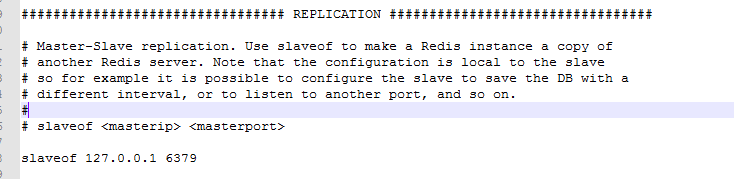 ################################# REPLICATION #################################
# Master-Slave replication. Use slaveof to make a Redis instance a copy of
# another Redis server. Note that the configuration is local to the slave
# so for example it is possible to configure the slave to save the DB with a
# different interval, or to listen to another port, and so on.
#
# slaveof <masterip> <masterport>
slaveof 127.0.0.1 6379